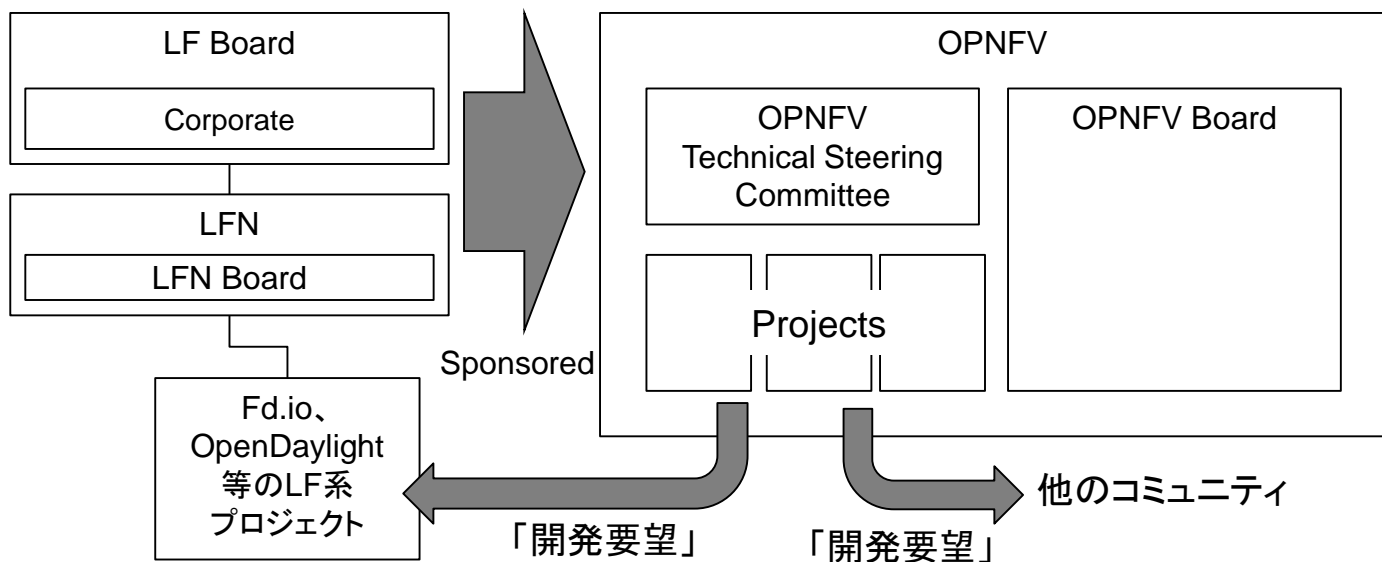 LF Board
Corporate
LFN
LFN Board
Fd.io、
OpenDaylight
等のLF系
プロジェクト
Sponsored
OPNFV
OPNFV
Technical Steering
Committee
OPNFV Board
Projects
「開発要望」
「開発要望」
他のコミュニティ